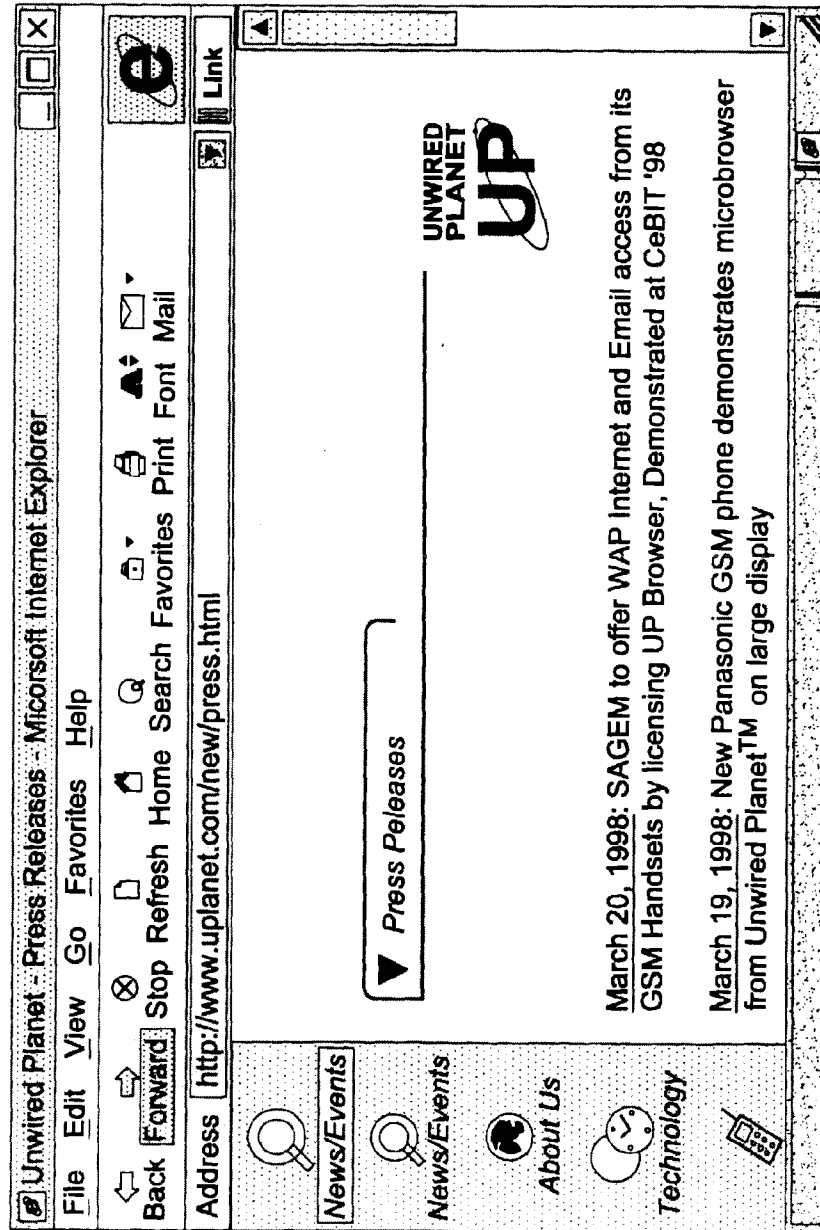 Unwired Planet - Press Releases - Micorsoft Internet Explorer
File Edit View Go Favorites Help
Back Forward Stop Refresh Home Search Favorites Print Font Mail
Address http://www.uplanet.com/new/press.html Link
News/Events
News/Events
About Us
Technology
Press Peleases
UNWIRED
PLANET
UP
March 20, 1998: SAGEM to offer WAP Internet and Email access from its
GSM Handsets by licensing UP Browser, Demonstrated at CeBIT '98
March 19, 1998: New Panasonic GSM phone demonstrates microbrowser
from Unwired Planet™ on large display